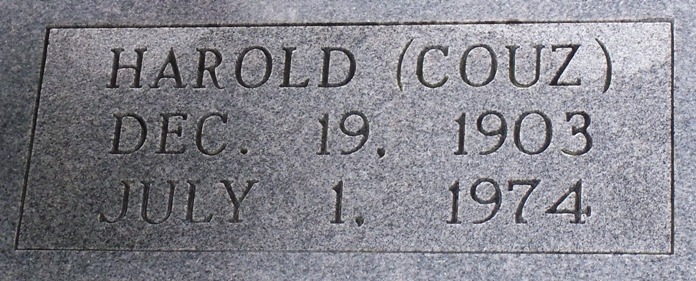 HAROLD (COUZ)
DEC. 19, 1903
JULY 1, 1974